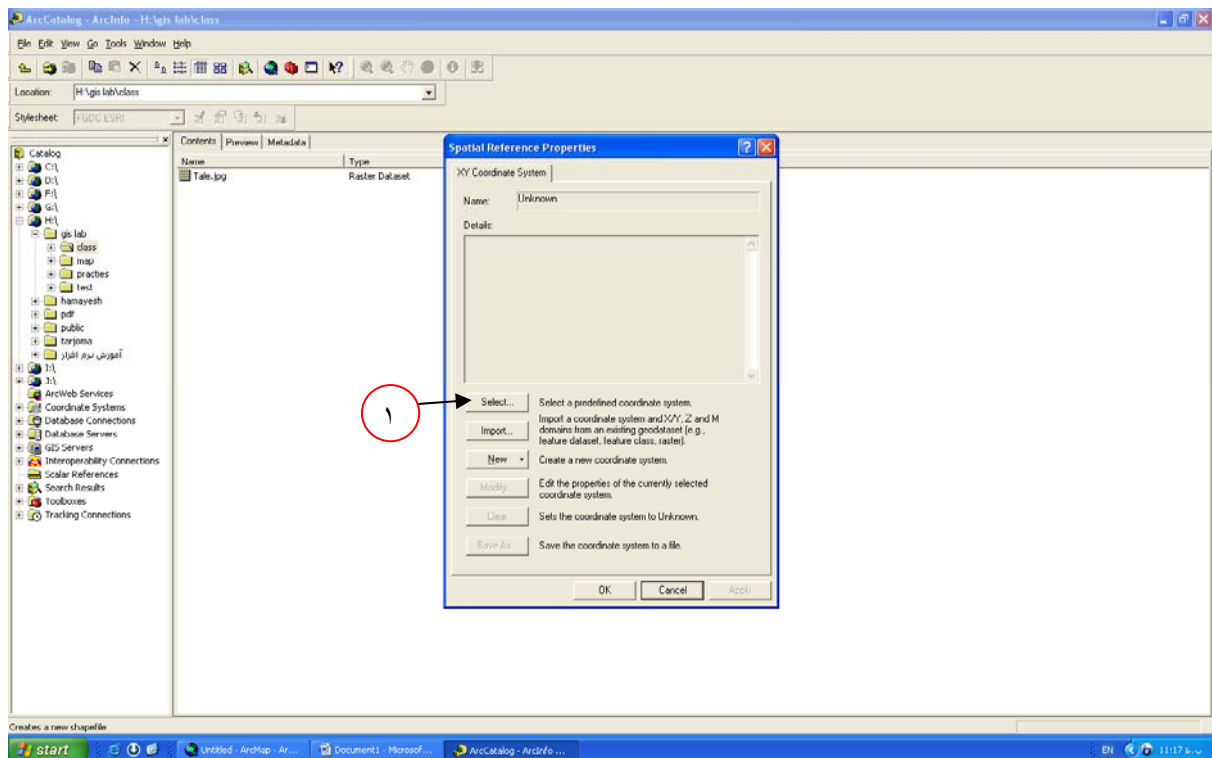 ArcCatalog - ArcInfo - H:\gis lab\class
File Edit View Go Tools Window Help
Location: H:\gis lab\class
Stylesheet: FGDC ESRI
Catalog
C:\
D:\
F:\
G:\
H:\
gis lab
class
map
practies
test
hamayesh
pdf
public
tarjoma
آموزش نرم افزار
I:\
J:\
ArcWeb Services
Coordinate Systems
Database Connections
Database Servers
GIS Servers
Interoperability Connections
Scalar References
Search Results
Toolboxes
Tracking Connections
Contents Preview Metadata
Name Type
Tale.jpg Raster Dataset
Spatial Reference Properties
XY Coordinate System
Name: Unknown
Details:
۱
Select... Select a predefined coordinate system.
Import... Import a coordinate system and X/Y, Z and M
domains from an existing geodataset (e.g.,
feature dataset, feature class, raster).
New Create a new coordinate system.
Modify Edit the properties of the currently selected
coordinate system.
Clear Sets the coordinate system to Unknown.
Save As... Save the coordinate system to a file.
OK Cancel Apply
Creates a new shapefile
start Untitled - ArcMap - Ar... Document1 - Microsof... ArcCatalog - ArcInfo ... EN 11:17 ب.ظ